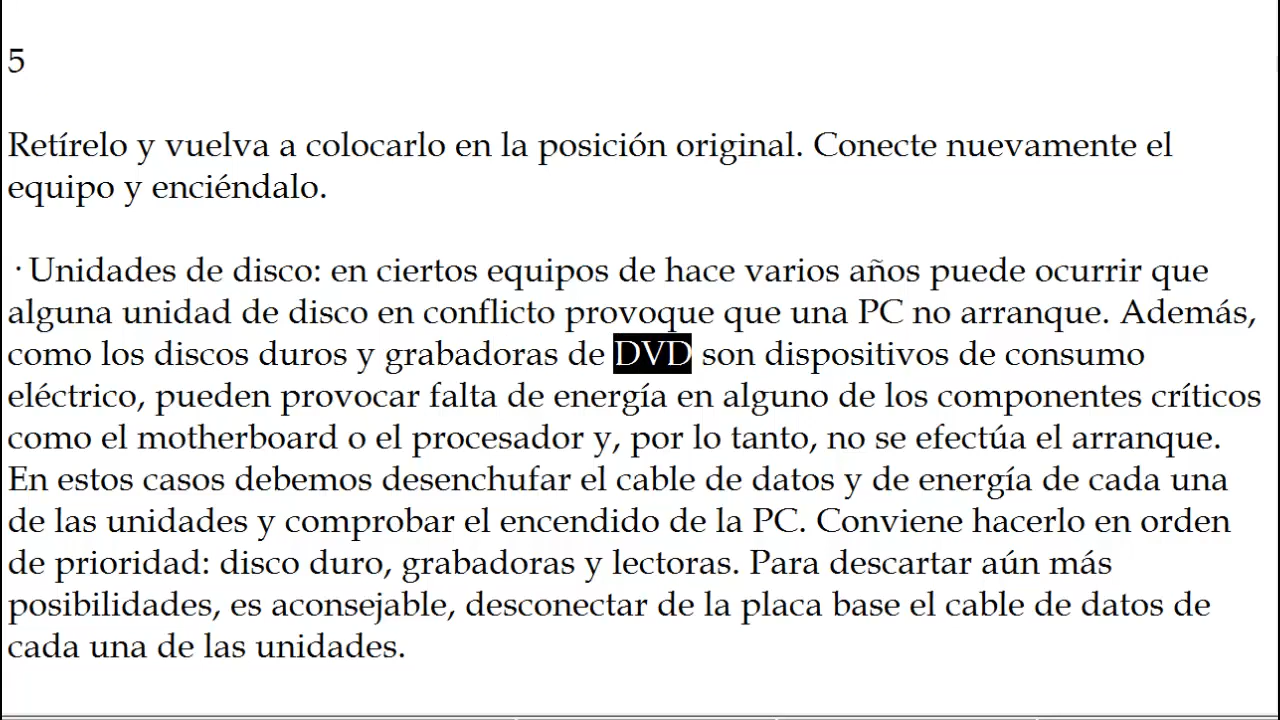 5
Retírelo y vuelva a colocarlo en la posición original. Conecte nuevamente el
equipo y enciéndalo.
·Unidades de disco: en ciertos equipos de hace varios años puede ocurrir que
alguna unidad de disco en conflicto provoque que una PC no arranque. Además,
como los discos duros y grabadoras de DVD son dispositivos de consumo
eléctrico, pueden provocar falta de energía en alguno de los componentes críticos
como el motherboard o el procesador y, por lo tanto, no se efectúa el arranque.
En estos casos debemos desenchufar el cable de datos y de energía de cada una
de las unidades y comprobar el encendido de la PC. Conviene hacerlo en orden
de prioridad: disco duro, grabadoras y lectoras. Para descartar aún más
posibilidades, es aconsejable, desconectar de la placa base el cable de datos de
cada una de las unidades.